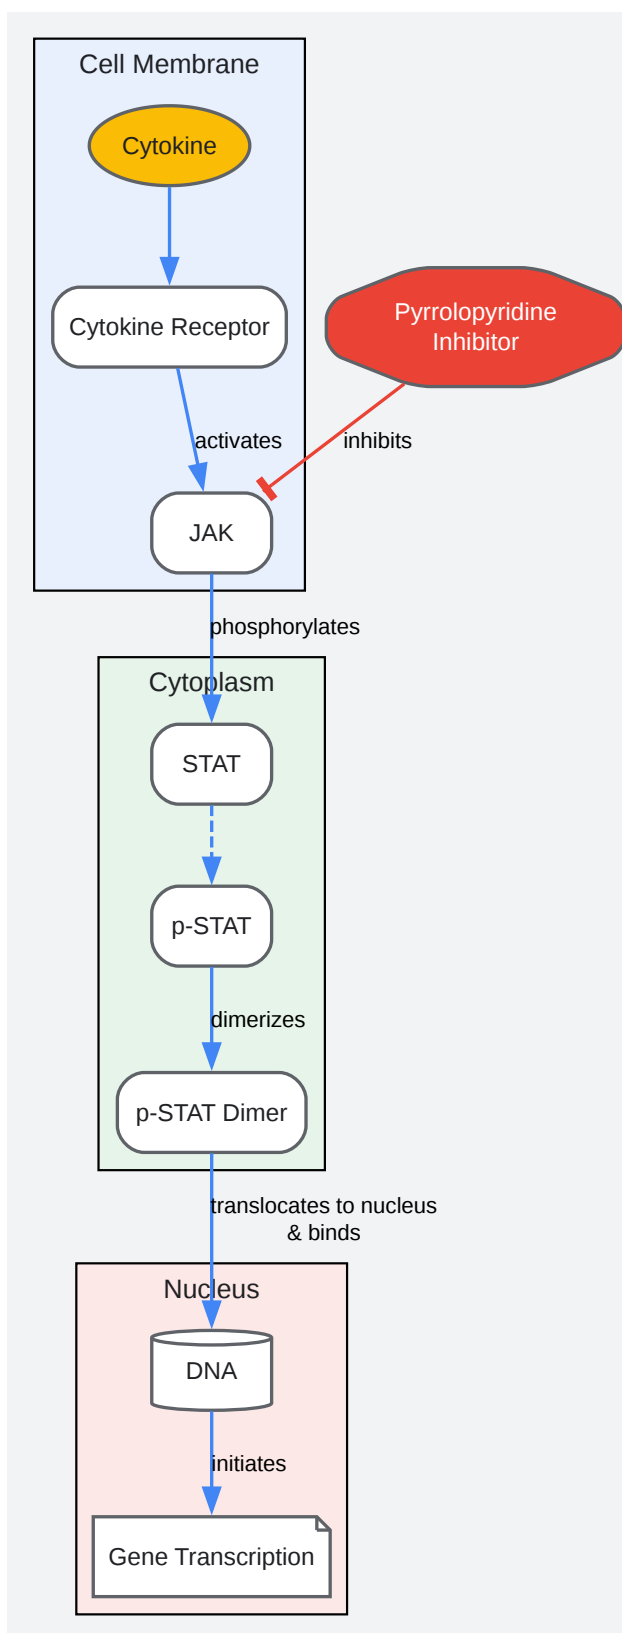 Cell Membrane
Cytokine
Cytokine Receptor
Pyrrolopyridine
Inhibitor
activates
inhibits
JAK
phosphorylates
Cytoplasm
STAT
p-STAT
dimerizes
p-STAT Dimer
translocates to nucleus
& binds
Nucleus
DNA
initiates
Gene Transcription